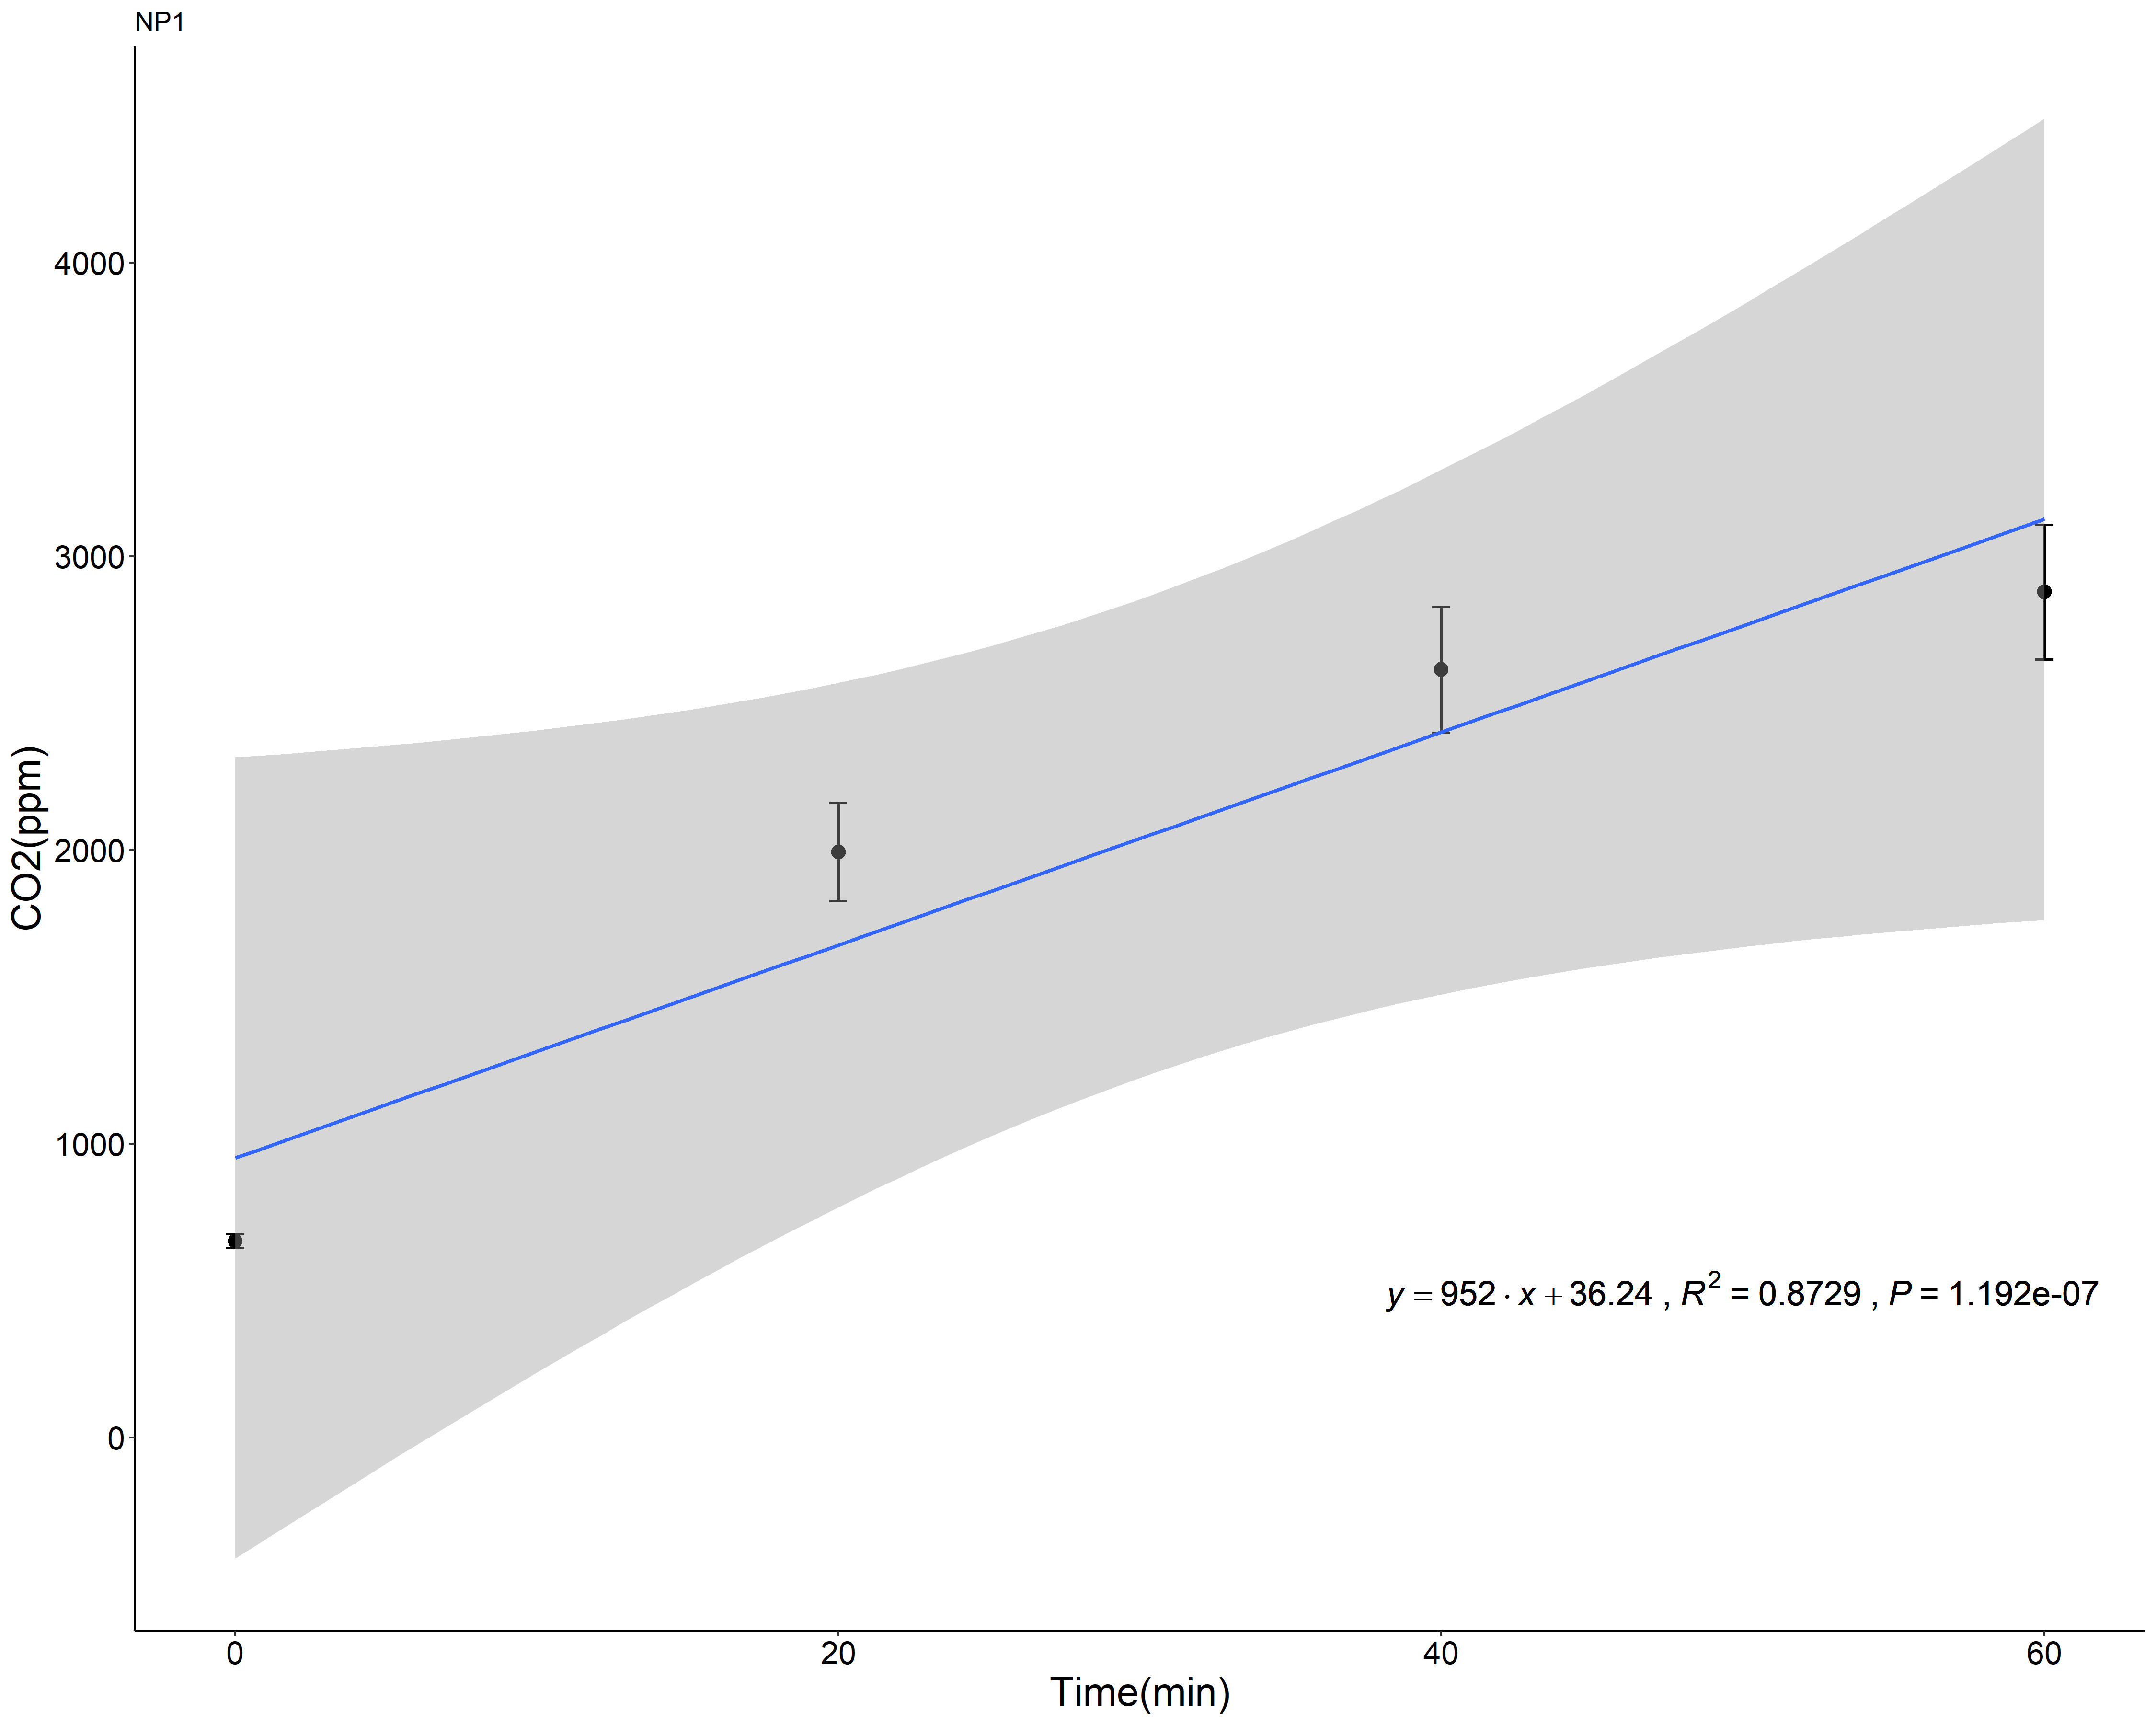 NP1
4000
3000
2000
1000
0
CO2(ppm)
y = 952 · x + 36.24 , R² = 0.8729 , P = 1.192e-07
0 20 40 60
Time(min)